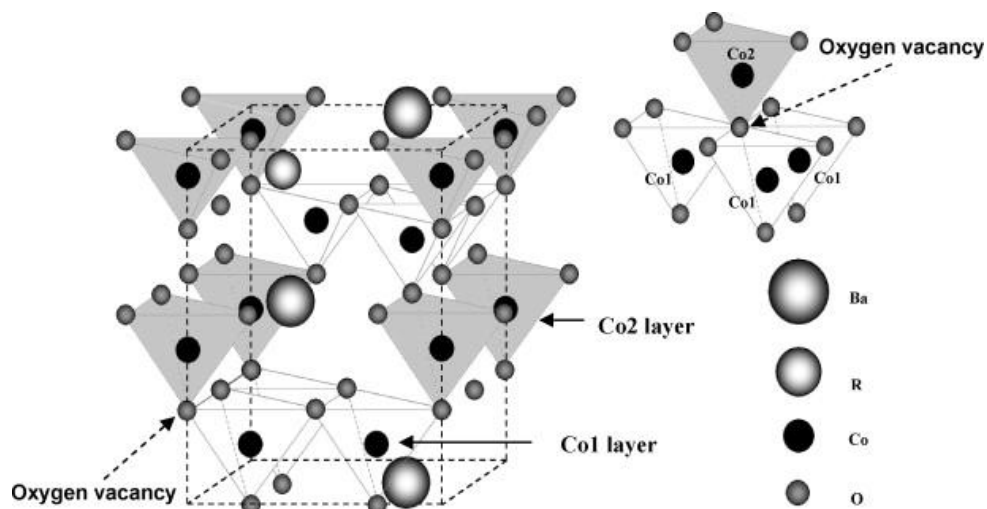 Co2
Oxygen vacancy
Co1
Co1
Co1
Ba
Co2 layer
R
Co1 layer
Co
Oxygen vacancy
O